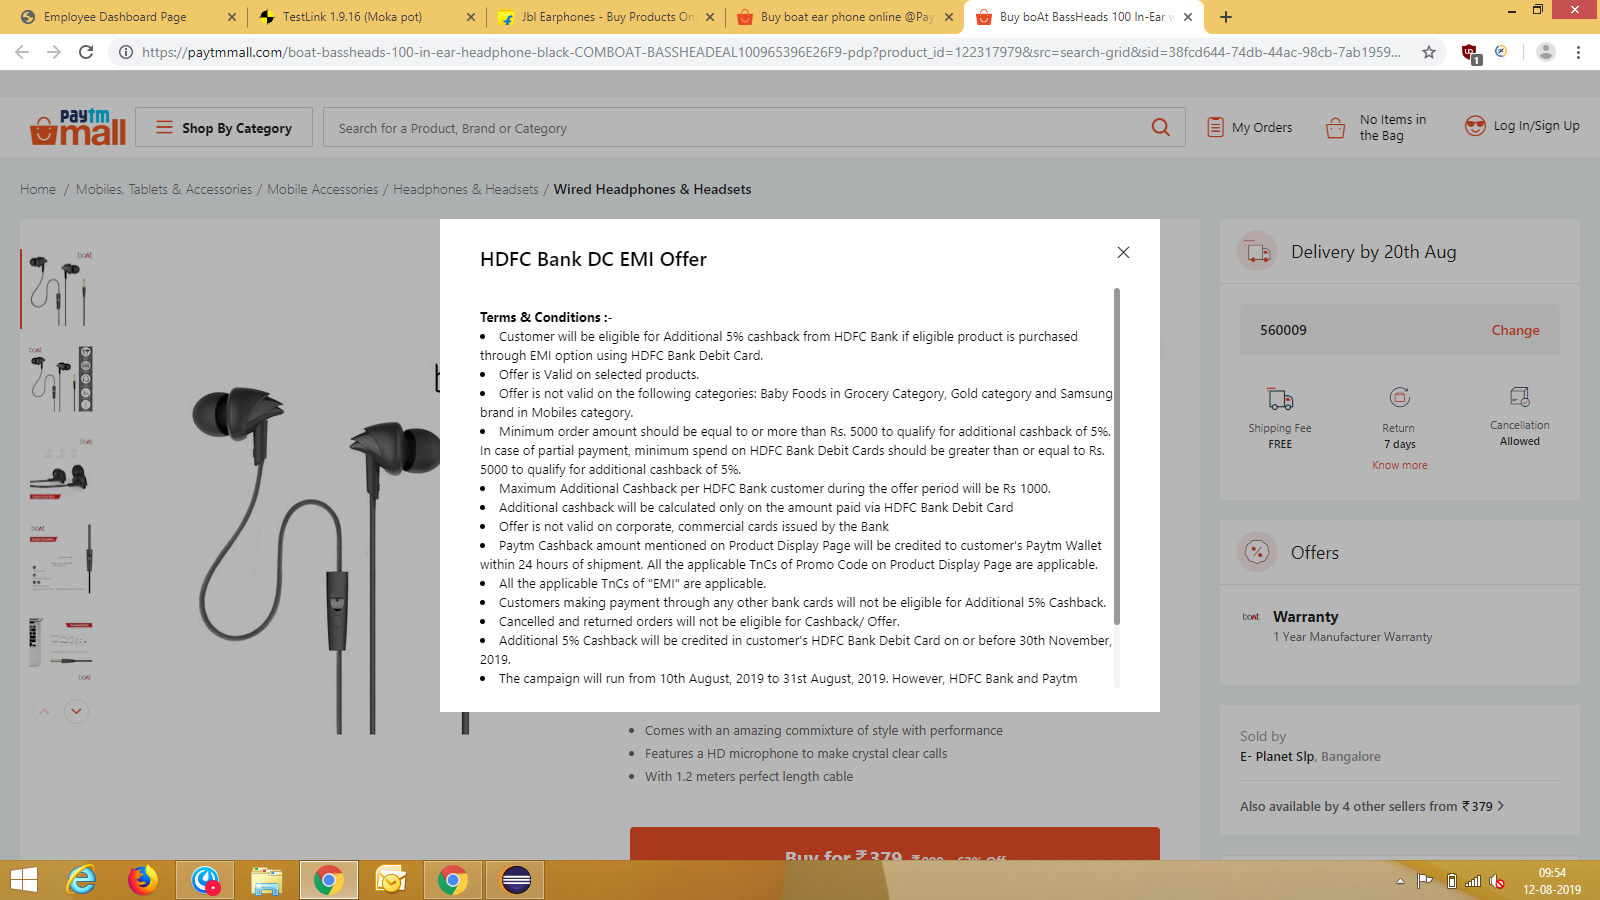 Employee Dashboard Page
TestLink 1.9.16 (Moka pot)
Jbl Earphones - Buy Products On
Buy boat ear phone online @Pay
Buy boAt BassHeads 100 In-Ear w
https://paytmmall.com/boat-bassheads-100-in-ear-headphone-black-COMBOAT-BASSHEADEAL100965396E26F9-pdp?product_id=122317979&src=search-grid&sid=38fcd644-74db-44ac-98cb-7ab1959...
1
paytm
mall
Shop By Category
Search for a Product, Brand or Category
My Orders
No Items in
the Bag
Log In/Sign Up
Home / Mobiles, Tablets & Accessories / Mobile Accessories / Headphones & Headsets / Wired Headphones & Headsets
HDFC Bank DC EMI Offer
Terms & Conditions :-
• Customer will be eligible for Additional 5% cashback from HDFC Bank if eligible product is purchased
through EMI option using HDFC Bank Debit Card.
• Offer is Valid on selected products.
• Offer is not valid on the following categories: Baby Foods in Grocery Category, Gold category and Samsung
brand in Mobiles category.
• Minimum order amount should be equal to or more than Rs. 5000 to qualify for additional cashback of 5%.
In case of partial payment, minimum spend on HDFC Bank Debit Cards should be greater than or equal to Rs.
5000 to qualify for additional cashback of 5%.
• Maximum Additional Cashback per HDFC Bank customer during the offer period will be Rs 1000.
• Additional cashback will be calculated only on the amount paid via HDFC Bank Debit Card
• Offer is not valid on corporate, commercial cards issued by the Bank
• Paytm Cashback amount mentioned on Product Display Page will be credited to customer's Paytm Wallet
within 24 hours of shipment. All the applicable TnCs of Promo Code on Product Display Page are applicable.
• All the applicable TnCs of "EMI" are applicable.
• Customers making payment through any other bank cards will not be eligible for Additional 5% Cashback.
• Cancelled and returned orders will not be eligible for Cashback/ Offer.
• Additional 5% Cashback will be credited in customer's HDFC Bank Debit Card on or before 30th November,
2019.
• The campaign will run from 10th August, 2019 to 31st August, 2019. However, HDFC Bank and Paytm
• Comes with an amazing commixture of style with performance
• Features a HD microphone to make crystal clear calls
• With 1.2 meters perfect length cable
Buy for ₹379 ₹999 62% Off
Delivery by 20th Aug
560009
Change
Shipping Fee
FREE
Return
7 days
Know more
Cancellation
Allowed
Offers
boAt
Warranty
1 Year Manufacturer Warranty
Sold by
E- Planet Slp, Bangalore
Also available by 4 other sellers from ₹379
09:54
12-08-2019